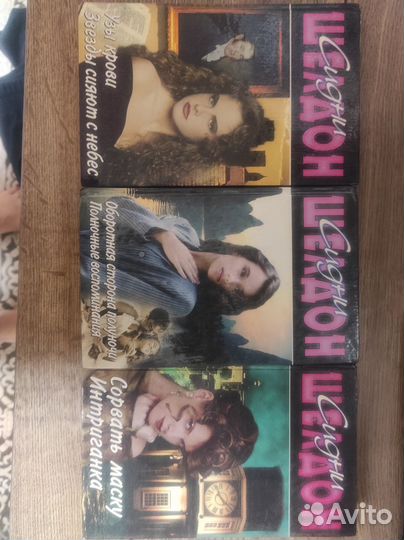 Сидни
ШЕЛДОН
Узы крови
Звезды сияют с небес
Сидни
ШЕЛДОН
Оборотная сторона полуночи
Полночные воспоминания
Сидни
ШЕЛДОН
Сорвать маску
Интриганка
Avito